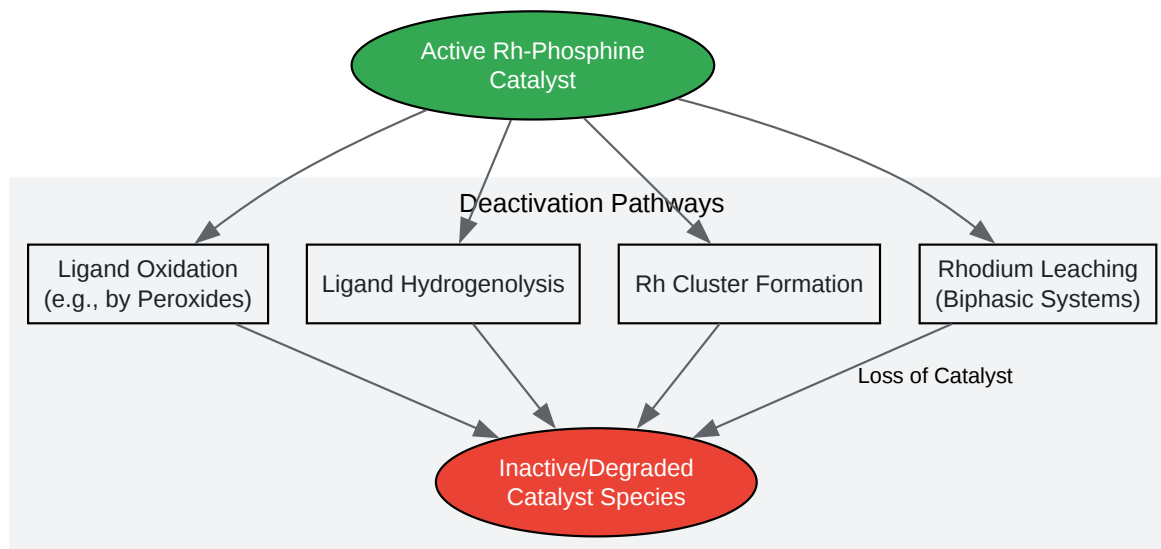 Active Rh-Phosphine
Catalyst
Deactivation Pathways
Ligand Oxidation
(e.g., by Peroxides)
Ligand Hydrogenolysis
Rh Cluster Formation
Rhodium Leaching
(Biphasic Systems)
Loss of Catalyst
Inactive/Degraded
Catalyst Species